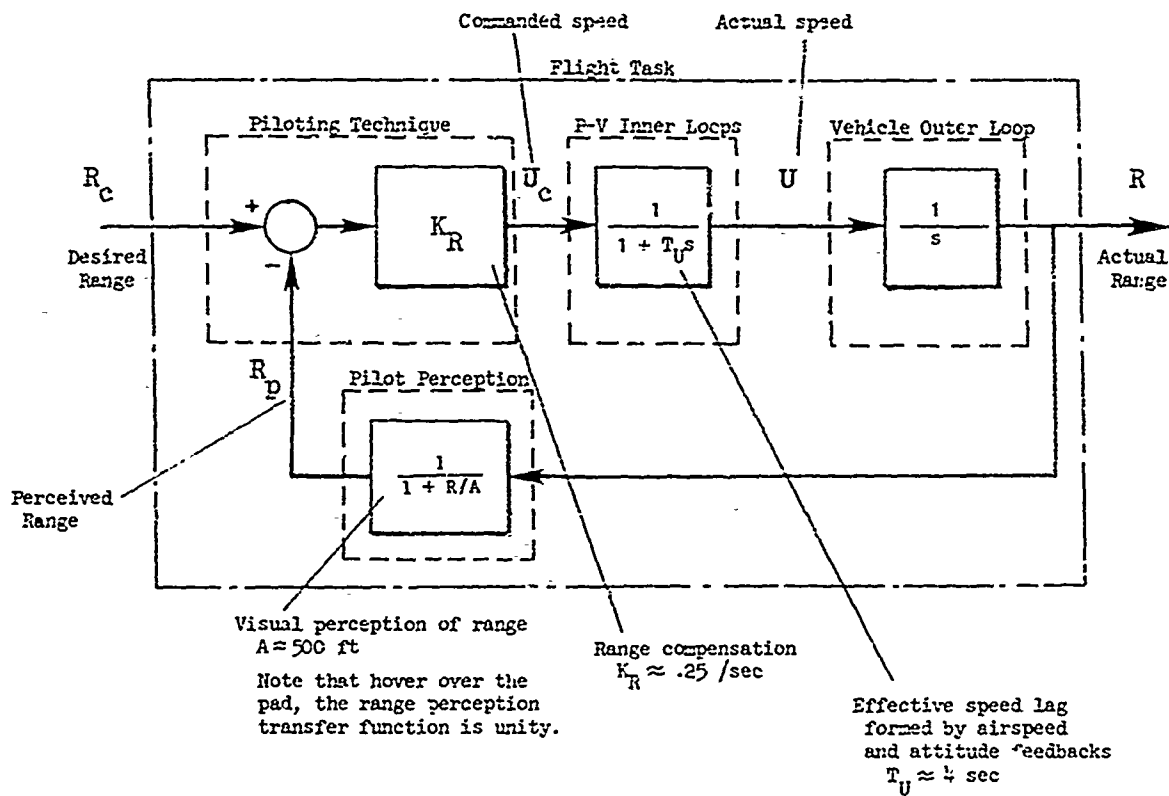 Commanded speed
Actual speed
Flight Task
Piloting Technique
P-V Inner Loops
Vehicle Outer Loop
R_c
U_c
U
R
+
-
K_R
1
1 + T_U s
1
s
Desired
Range
Actual
Range
R_p
Pilot Perception
1
1 + R/A
Perceived
Range
Visual perception of range
A ≈ 500 ft
Note that hover over the
pad, the range perception
transfer function is unity.
Range compensation
K_R ≈ .25 /sec
Effective speed lag
formed by airspeed
and attitude feedbacks
T_U ≈ 4 sec